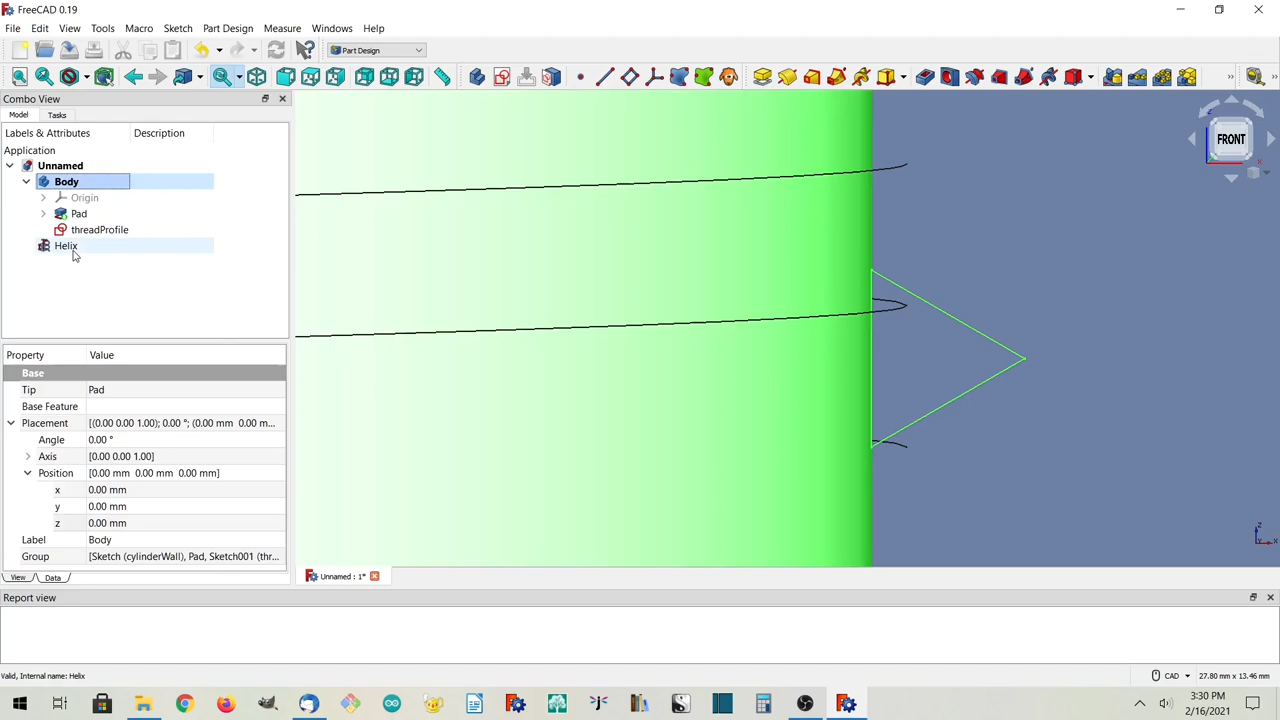 FreeCAD 0.19
File Edit View Tools Macro Sketch Part Design Measure Windows Help
Part Design
Combo View
Model Tasks
Labels & Attributes Description
Application
Unnamed
Body
Origin
Pad
threadProfile
Helix
FRONT
Property Value
Base
Tip Pad
Base Feature
Placement [(0.00 0.00 1.00); 0.00 °; (0.00 mm 0.00 m...
Angle 0.00 °
Axis [0.00 0.00 1.00]
Position [0.00 mm 0.00 mm 0.00 mm]
x 0.00 mm
y 0.00 mm
z 0.00 mm
Label Body
Group [Sketch (cylinderWall), Pad, Sketch001 (thr...
View Data
Unnamed : 1*
Report view
Valid, Internal name: Helix
CAD 27.80 mm x 13.46 mm
3:30 PM
2/16/2021